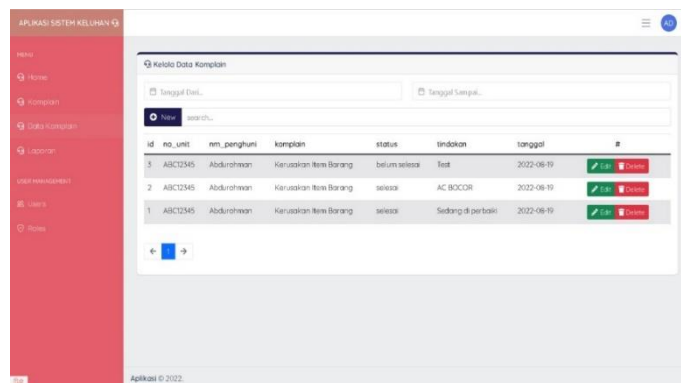 APLIKASI SISTEM KELUHAN
AD
MENU
Home
Komplain
Data Komplain
Laporan
USER MANAGEMENT
Users
Roles
Kelola Data Komplain
Tanggal Dari...
Tanggal Sampai...
New search...
id no_unit nm_penghuni komplain status tindakan tanggal #
3 ABC12345 Abdurohman Kerusakan Item Barang belum selesai Test 2022-06-19 Edit Delete
2 ABC12345 Abdurohman Kerusakan Item Barang selesai AC BOCOR 2022-06-19 Edit Delete
1 ABC12345 Abdurohman Kerusakan Item Barang selesai Sedang di perbaiki 2022-06-19 Edit Delete
← 1 →
Aplikasi © 2022.